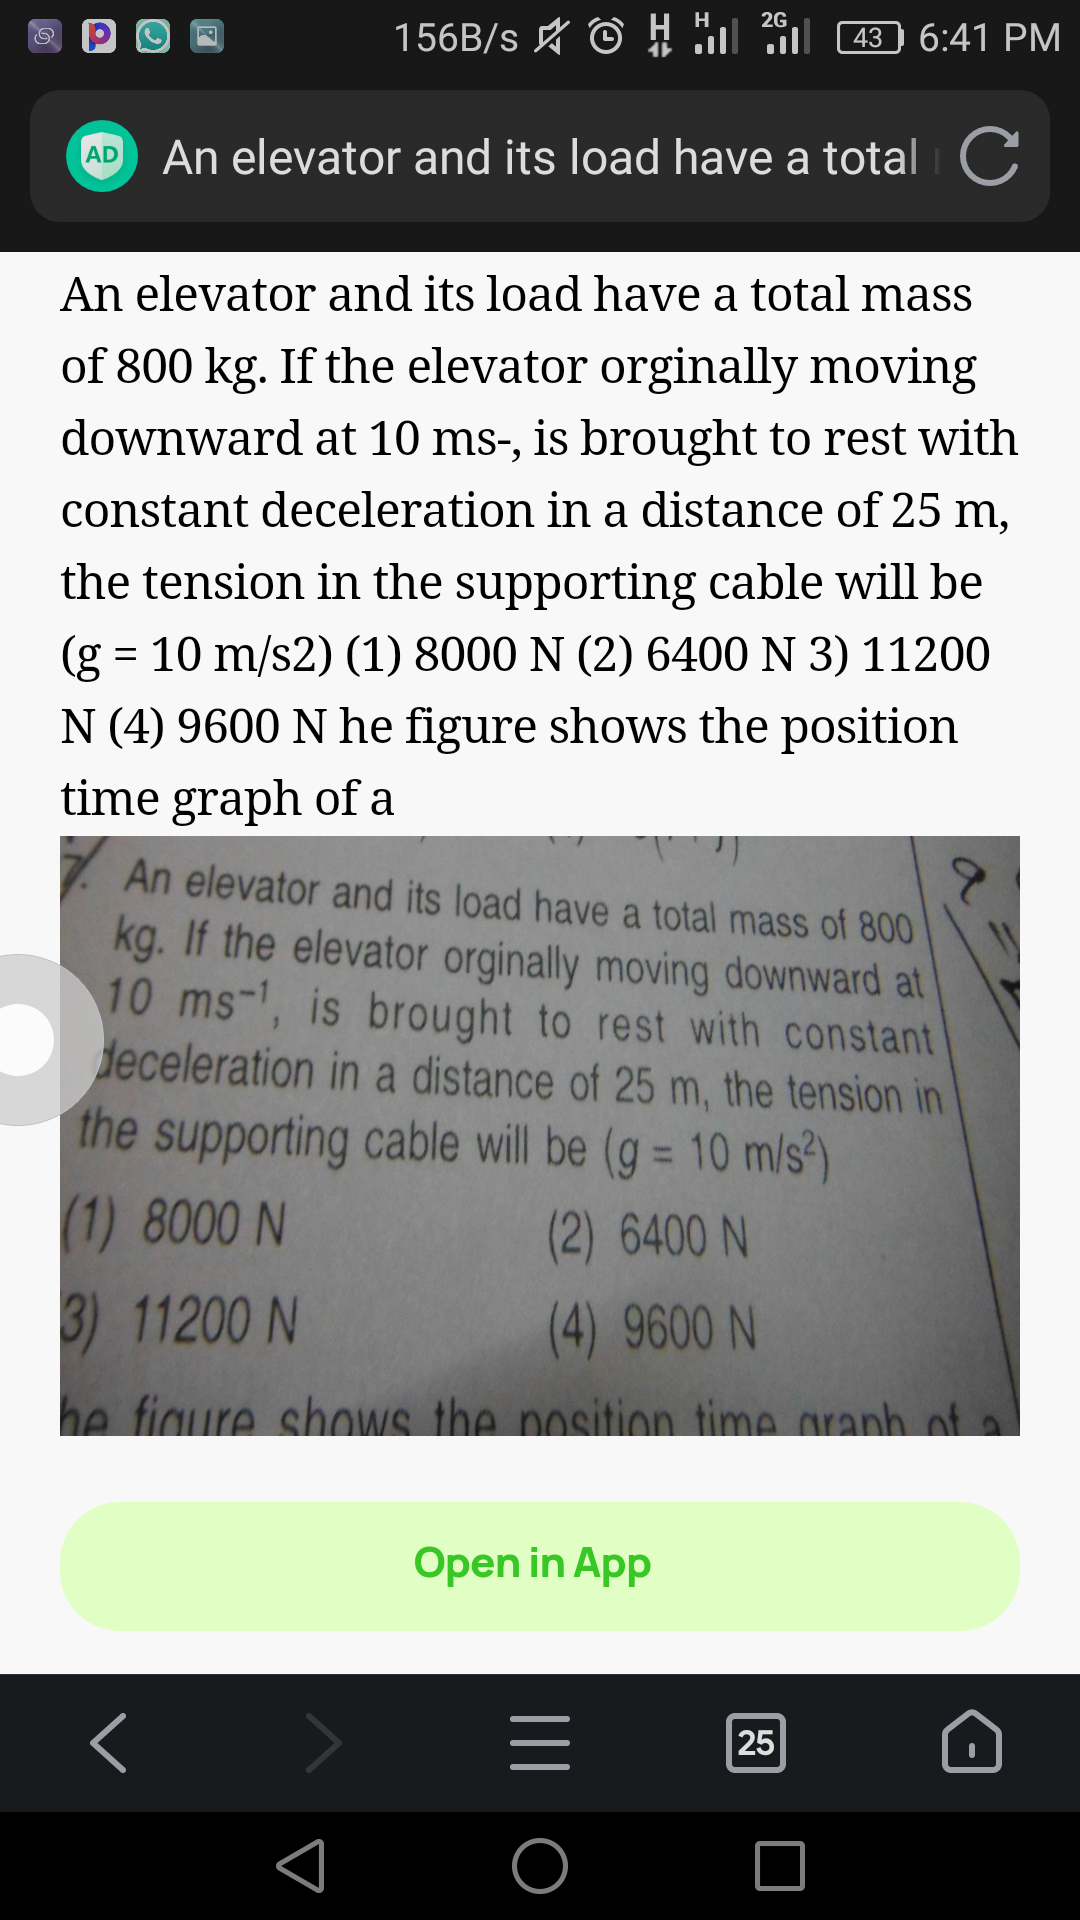 156B/s H H 2G 43 6:41 PM
AD An elevator and its load have a total
An elevator and its load have a total mass
of 800 kg. If the elevator orginally moving
downward at 10 ms-, is brought to rest with
constant deceleration in a distance of 25 m,
the tension in the supporting cable will be
(g = 10 m/s2) (1) 8000 N (2) 6400 N 3) 11200
N (4) 9600 N he figure shows the position
time graph of a
7. An elevator and its load have a total mass of 800
kg. If the elevator orginally moving downward at
10 ms⁻¹, is brought to rest with constant
deceleration in a distance of 25 m, the tension in
the supporting cable will be (g = 10 m/s²)
(1) 8000 N (2) 6400 N
3) 11200 N (4) 9600 N
he figure shows the position time graph of a
Open in App
25